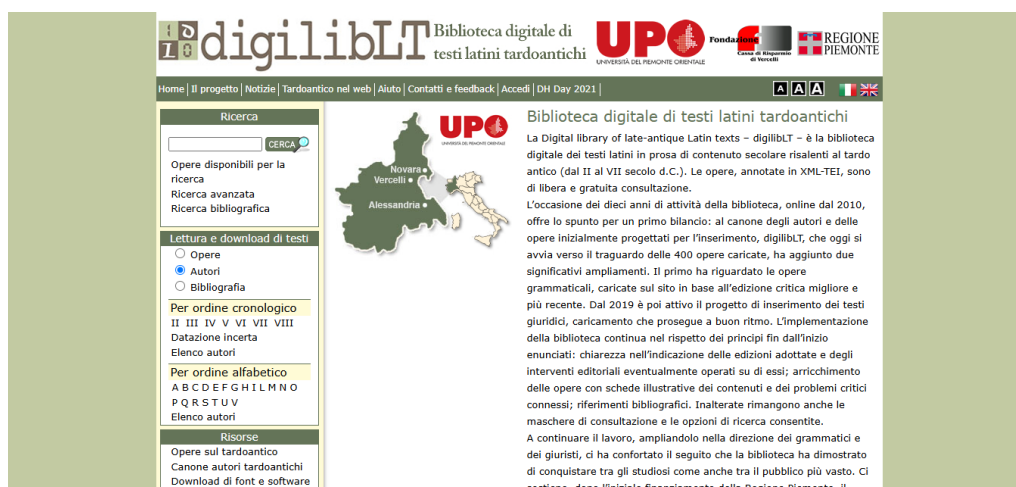 digilibLT
Biblioteca digitale di
testi latini tardoantichi
UPO
UNIVERSITÀ DEL PIEMONTE ORIENTALE
Fondazione
Cassa di Risparmio
di Vercelli
REGIONE
PIEMONTE
Home | Il progetto | Notizie | Tardoantico nel web | Aiuto | Contatti e feedback | Accedi | DH Day 2021 |
A A A
Ricerca
CERCA
Opere disponibili per la
ricerca
Ricerca avanzata
Ricerca bibliografica
Lettura e download di testi
Opere
Autori
Bibliografia
Per ordine cronologico
II III IV V VI VII VIII
Datazione incerta
Elenco autori
Per ordine alfabetico
A B C D E F G H I L M N O
P Q R S T U V
Elenco autori
Risorse
Opere sul tardoantico
Canone autori tardoantichi
Download di font e software
UPO
UNIVERSITÀ DEL PIEMONTE ORIENTALE
Novara
Vercelli
Alessandria
Biblioteca digitale di testi latini tardoantichi
La Digital library of late-antique Latin texts – digilibLT – è la biblioteca
digitale dei testi latini in prosa di contenuto secolare risalenti al tardo
antico (dal II al VII secolo d.C.). Le opere, annotate in XML-TEI, sono
di libera e gratuita consultazione.
L’occasione dei dieci anni di attività della biblioteca, online dal 2010,
offre lo spunto per un primo bilancio: al canone degli autori e delle
opere inizialmente progettati per l’inserimento, digilibLT, che oggi si
avvia verso il traguardo delle 400 opere caricate, ha aggiunto due
significativi ampliamenti. Il primo ha riguardato le opere
grammaticali, caricate sul sito in base all’edizione critica migliore e
più recente. Dal 2019 è poi attivo il progetto di inserimento dei testi
giuridici, caricamento che prosegue a buon ritmo. L’implementazione
della biblioteca continua nel rispetto dei principi fin dall’inizio
enunciati: chiarezza nell’indicazione delle edizioni adottate e degli
interventi editoriali eventualmente operati su di essi; arricchimento
delle opere con schede illustrative dei contenuti e dei problemi critici
connessi; riferimenti bibliografici. Inalterate rimangono anche le
maschere di consultazione e le opzioni di ricerca consentite.
A continuare il lavoro, ampliandolo nella direzione dei grammatici e
dei giuristi, ci ha confortato il seguito che la biblioteca ha dimostrato
di conquistare tra gli studiosi come anche tra il pubblico più vasto. Ci